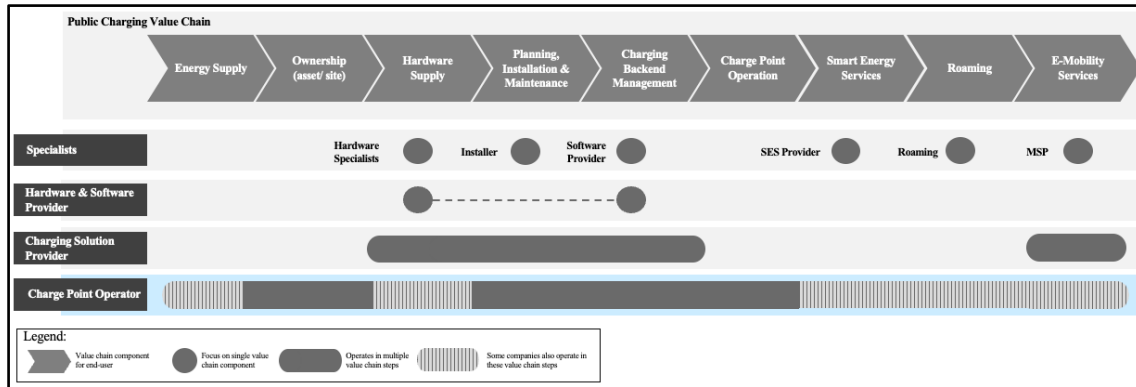 Public Charging Value Chain
Energy Supply
Ownership
(asset/ site)
Hardware
Supply
Planning,
Installation &
Maintenance
Charging
Backend
Management
Charge Point
Operation
Smart Energy
Services
Roaming
E-Mobility
Services
Specialists
Hardware
Specialists
Installer
Software
Provider
SES Provider
Roaming
MSP
Hardware & Software
Provider
Charging Solution
Provider
Charge Point Operator
Legend:
Value chain component
for end-user
Focus on single value
chain component
Operates in multiple
value chain steps
Some companies also operate in
these value chain steps